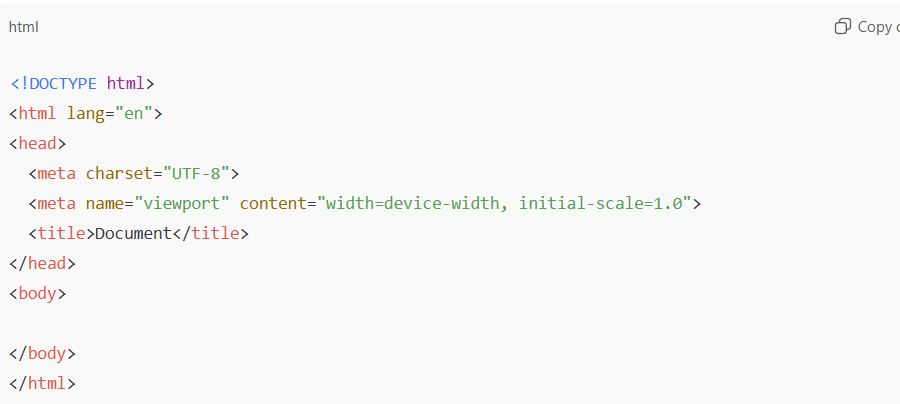 html
Copy
<!DOCTYPE html>
<html lang="en">
<head>
  <meta charset="UTF-8">
  <meta name="viewport" content="width=device-width, initial-scale=1.0">
  <title>Document</title>
</head>
<body>
</body>
</html>